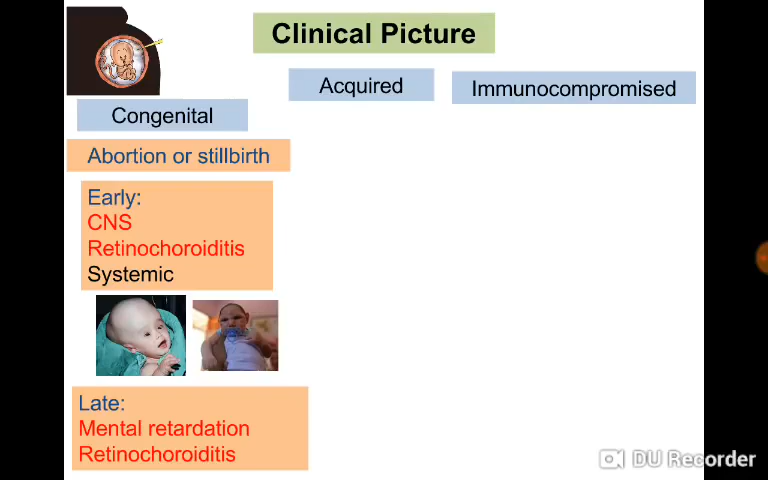 Clinical Picture
Acquired
Immunocompromised
Congenital
Abortion or stillbirth
Early:
CNS
Retinochoroiditis
Systemic
Late:
Mental retardation
Retinochoroiditis
DU Recorder